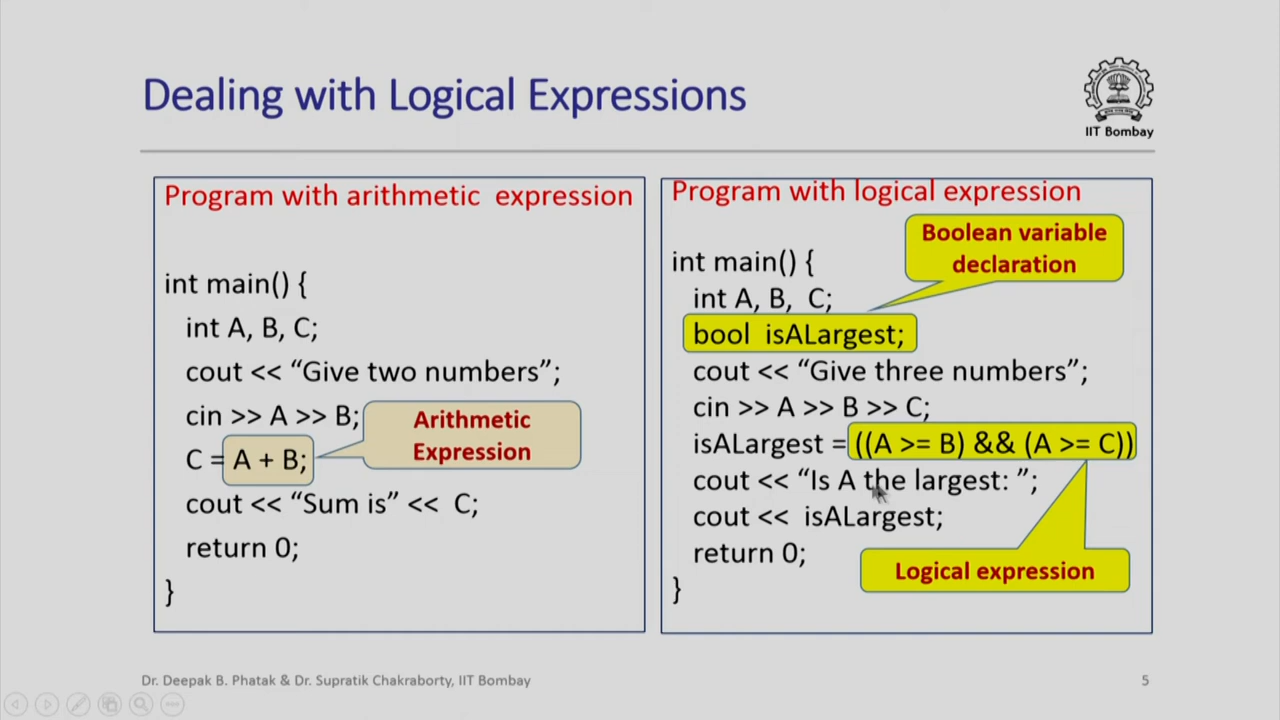 Dealing with Logical Expressions
IIT Bombay
Program with arithmetic expression
int main() {
int A, B, C;
cout << “Give two numbers”;
cin >> A >> B;
C = A + B;
cout << “Sum is” << C;
return 0;
}
Arithmetic
Expression
Program with logical expression
int main() {
int A, B, C;
bool isALargest;
cout << “Give three numbers”;
cin >> A >> B >> C;
isALargest = ((A >= B) && (A >= C))
cout << “Is A the largest: ”;
cout << isALargest;
return 0;
}
Boolean variable
declaration
Logical expression
Dr. Deepak B. Phatak & Dr. Supratik Chakraborty, IIT Bombay
5